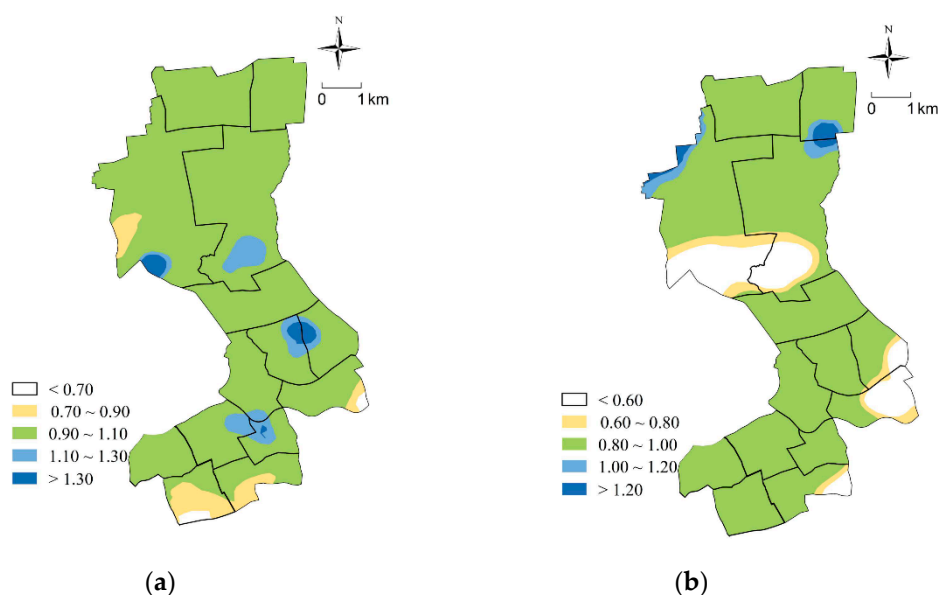 N
0 1 km
< 0.70
0.70 ~ 0.90
0.90 ~ 1.10
1.10 ~ 1.30
> 1.30
(a)
N
0 1 km
< 0.60
0.60 ~ 0.80
0.80 ~ 1.00
1.00 ~ 1.20
> 1.20
(b)